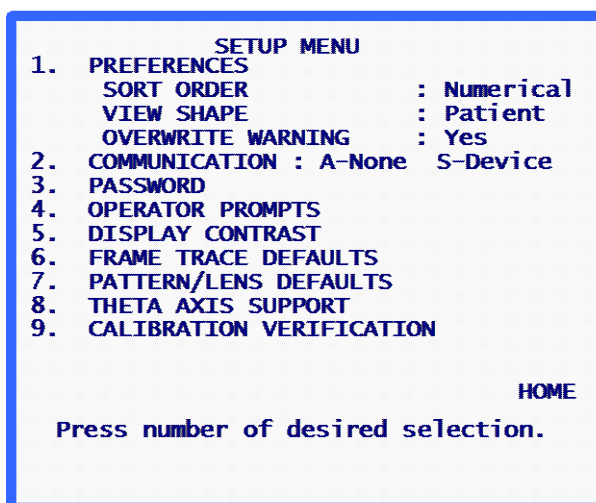 SETUP MENU
1. PREFERENCES
SORT ORDER : Numerical
VIEW SHAPE : Patient
OVERWRITE WARNING : Yes
2. COMMUNICATION : A-None S-Device
3. PASSWORD
4. OPERATOR PROMPTS
5. DISPLAY CONTRAST
6. FRAME TRACE DEFAULTS
7. PATTERN/LENS DEFAULTS
8. THETA AXIS SUPPORT
9. CALIBRATION VERIFICATION
HOME
Press number of desired selection.